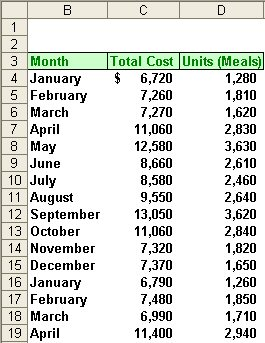 B C D
1
2
3 Month Total Cost Units (Meals)
4 January $ 6,720 1,280
5 February 7,260 1,810
6 March 7,270 1,620
7 April 11,060 2,830
8 May 12,580 3,630
9 June 8,660 2,610
10 July 8,580 2,460
11 August 9,550 2,640
12 September 13,050 3,620
13 October 11,060 2,840
14 November 7,320 1,820
15 December 7,370 1,650
16 January 6,790 1,260
17 February 7,480 1,850
18 March 6,990 1,710
19 April 11,400 2,940